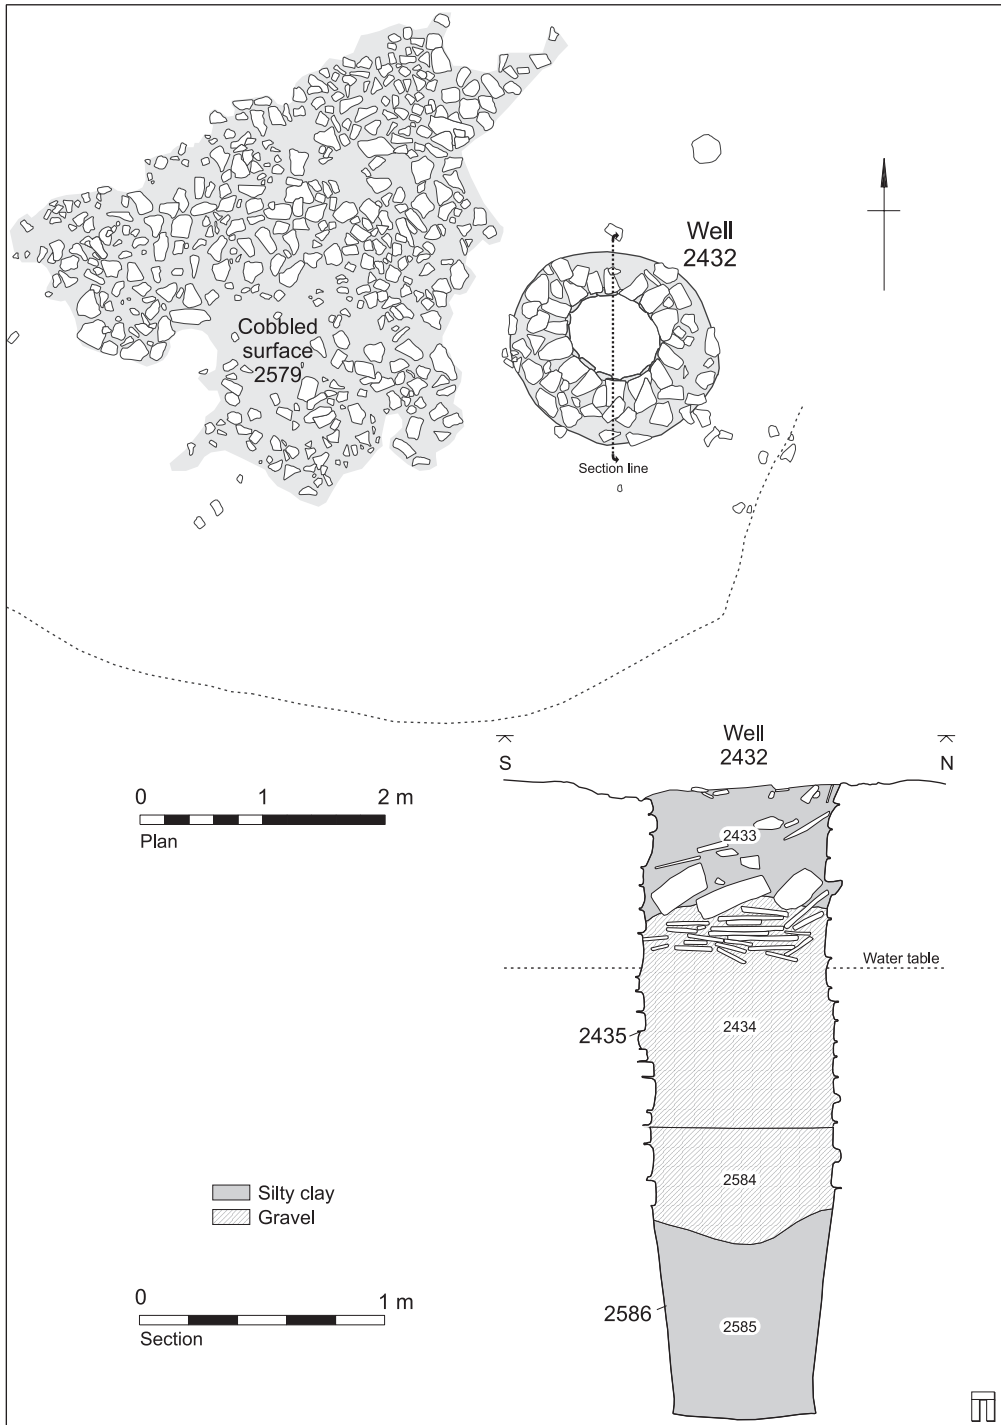 Well
2432
Cobbled
surface
2579
Section line
Well
2432
S
N
0 1 2 m
Plan
2433
Water table
2434
2435
2584
Silty clay
Gravel
0 1 m
Section
2586
2585